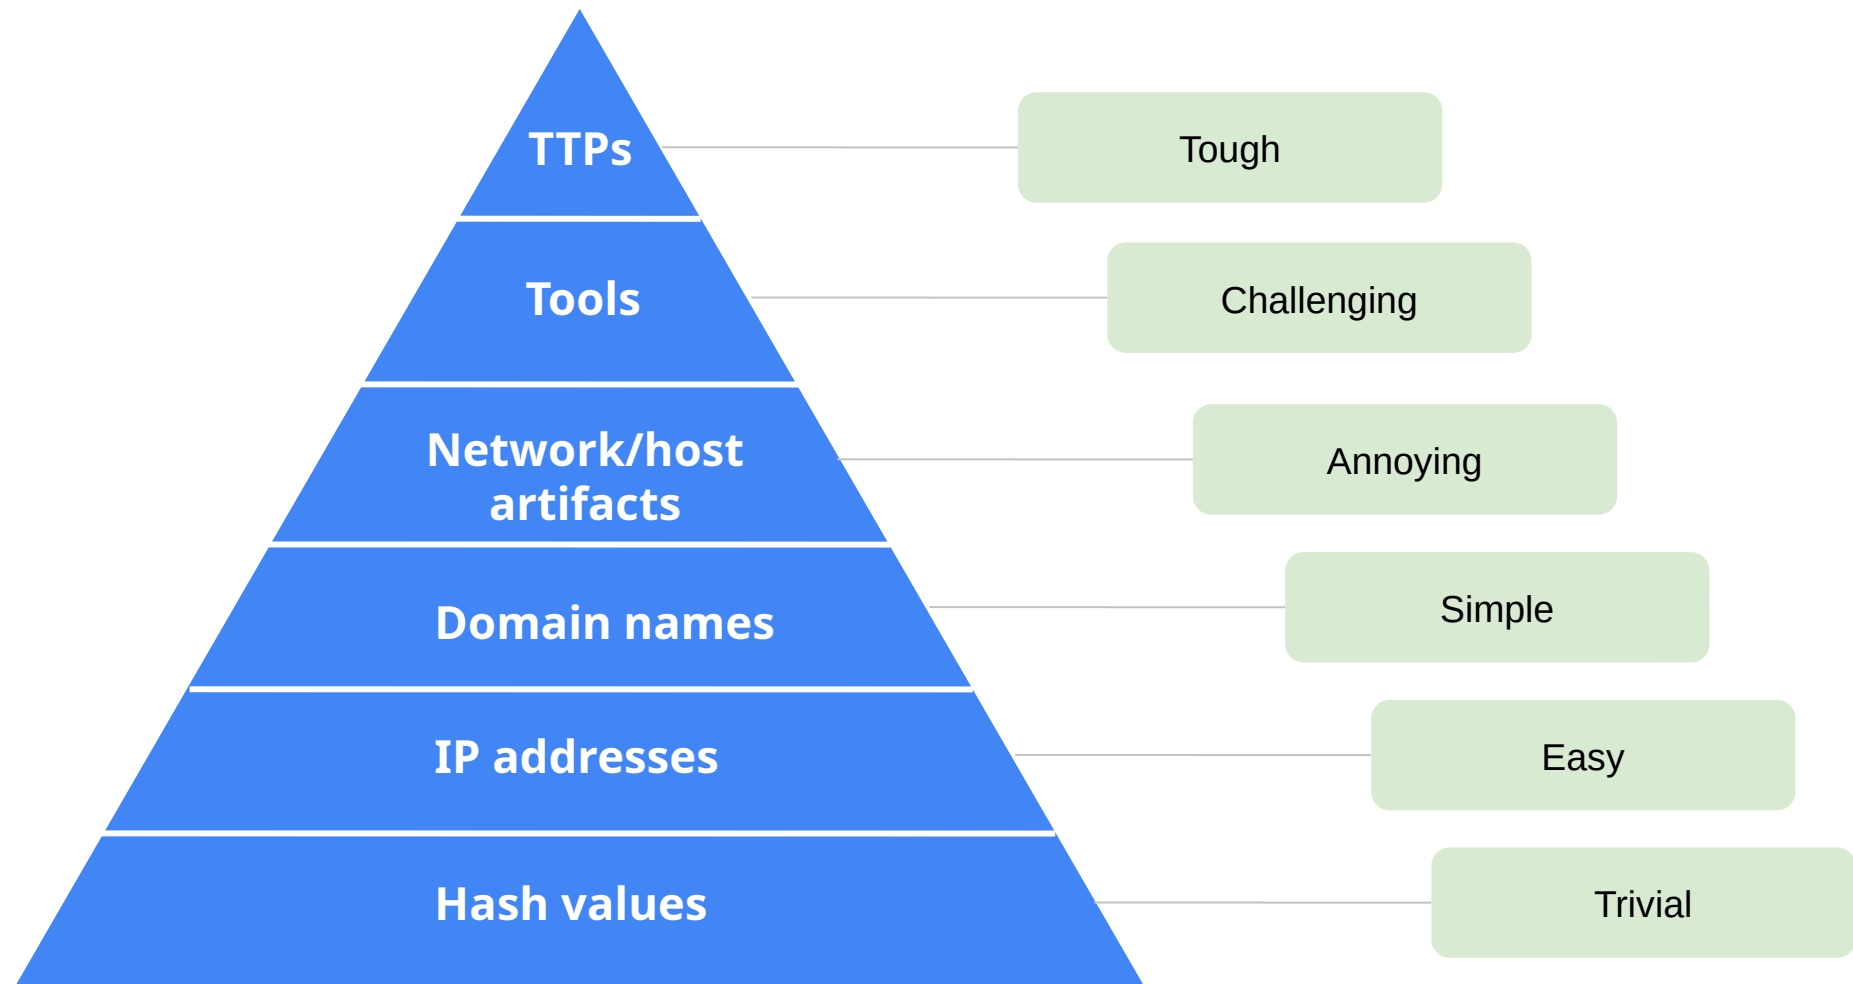 TTPs
Tough
Tools
Challenging
Network/host
artifacts
Annoying
Domain names
Simple
IP addresses
Easy
Hash values
Trivial